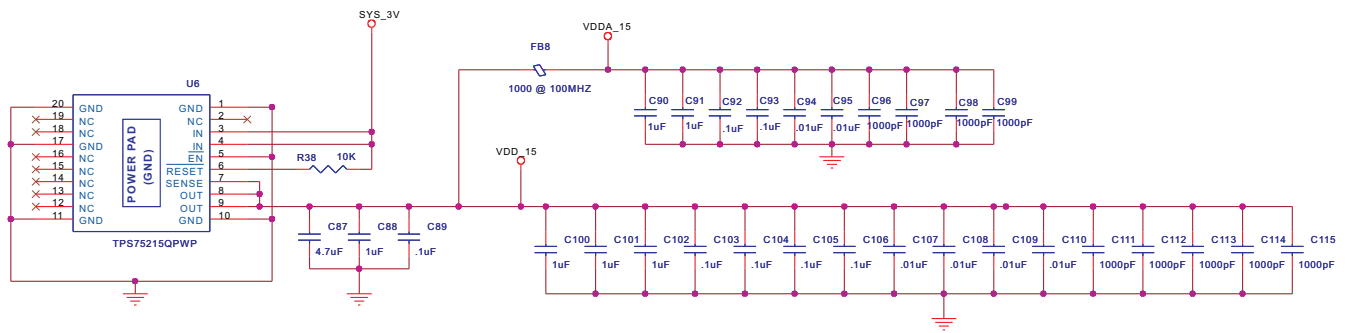 SYS_3V
VDDA_15
FB8
1000 @ 100MHZ
U6
20 GND GND 1
19 NC NC 2
18 NC IN 3
17 GND IN 4
16 NC EN 5
15 NC RESET 6
14 NC SENSE 7
13 NC OUT 8
12 NC OUT 9
11 GND GND 10
POWER PAD
(GND)
TPS75215QPWP
R38 10K
C90 C91 C92 C93 C94 C95 C96 C97 C98 C99
1uF 1uF .1uF .1uF .01uF .01uF 1000pF 1000pF 1000pF 1000pF
VDD_15
C87 C88 C89
4.7uF 1uF .1uF
C100 C101 C102 C103 C104 C105 C106 C107 C108 C109 C110 C111 C112 C113 C114 C115
1uF 1uF 1uF .1uF .1uF .1uF .1uF .01uF .01uF .01uF .01uF 1000pF 1000pF 1000pF 1000pF 1000pF